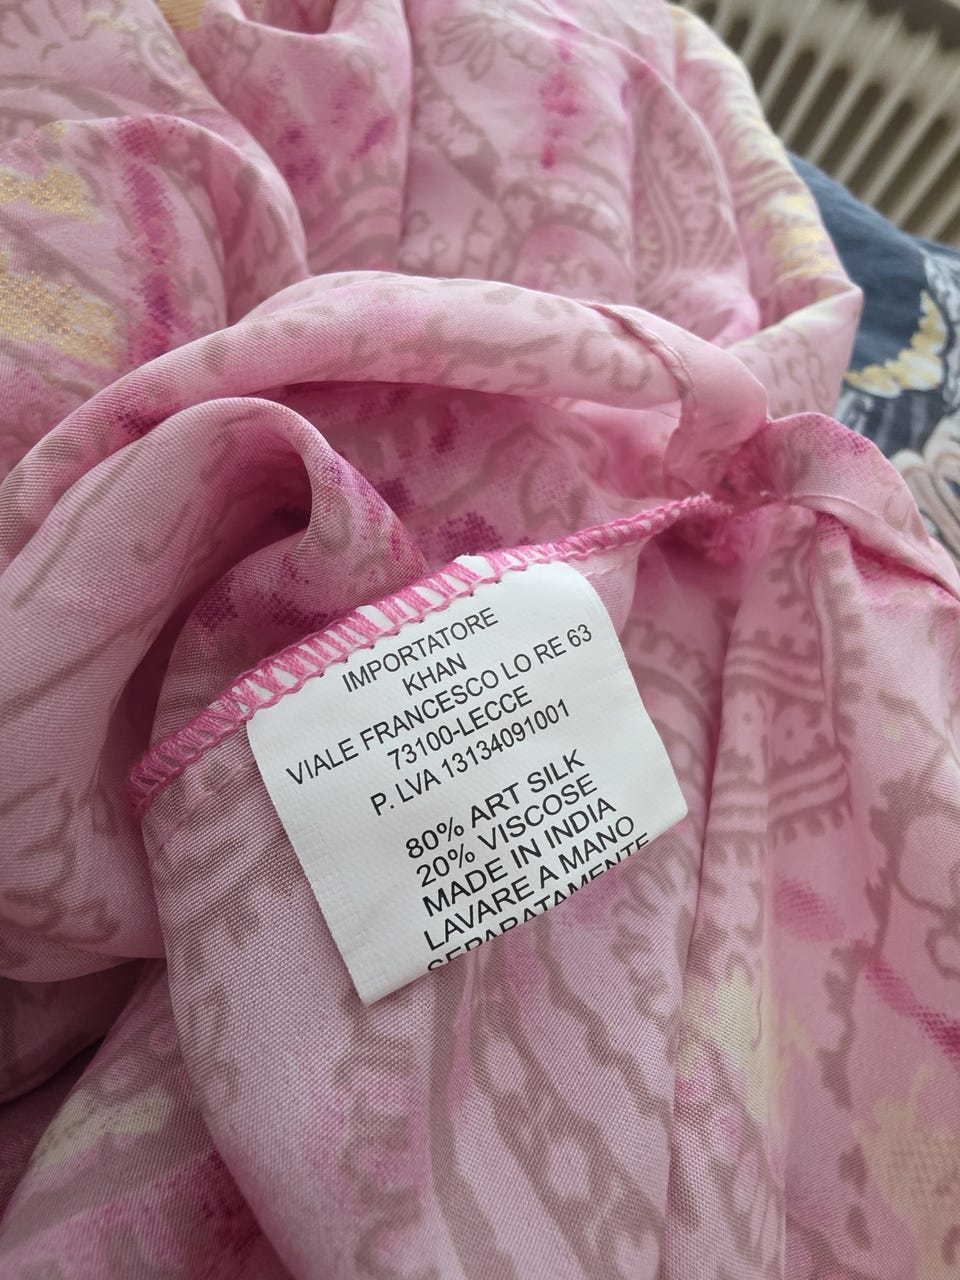 IMPORTATORE
KHAN
VIALE FRANCESCO LO RE 63
73100-LECCE
P. LVA 13134091001
80% ART SILK
20% VISCOSE
MADE IN INDIA
LAVARE A MANO
SEPARATAMENTE